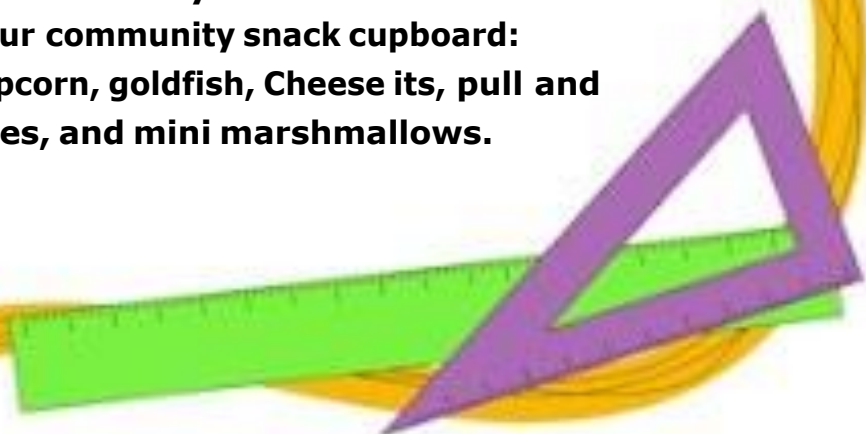 ur community snack cupboard:
pcorn, goldfish, Cheese its, pull and
es, and mini marshmallows.